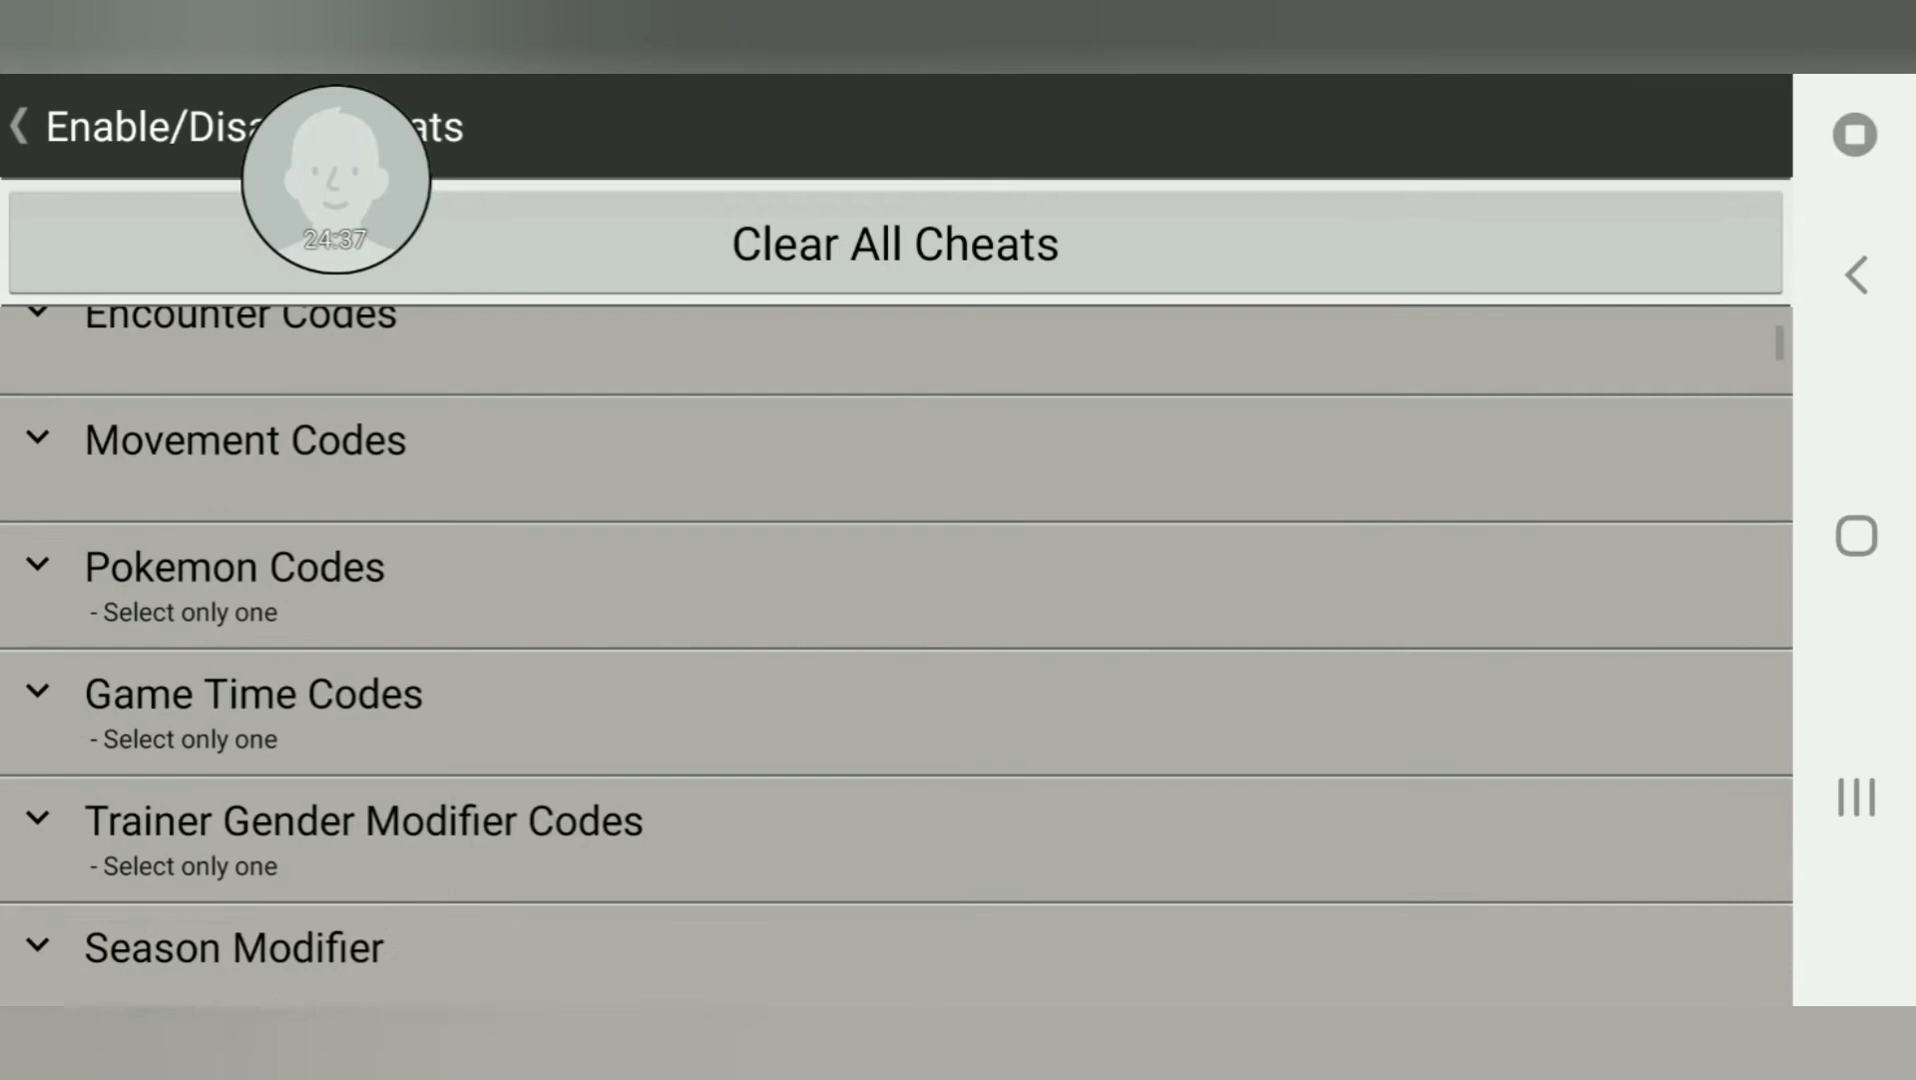 Enable/Disa ats
24:37
Clear All Cheats
Encounter Codes
Movement Codes
Pokemon Codes
- Select only one
Game Time Codes
- Select only one
Trainer Gender Modifier Codes
- Select only one
Season Modifier